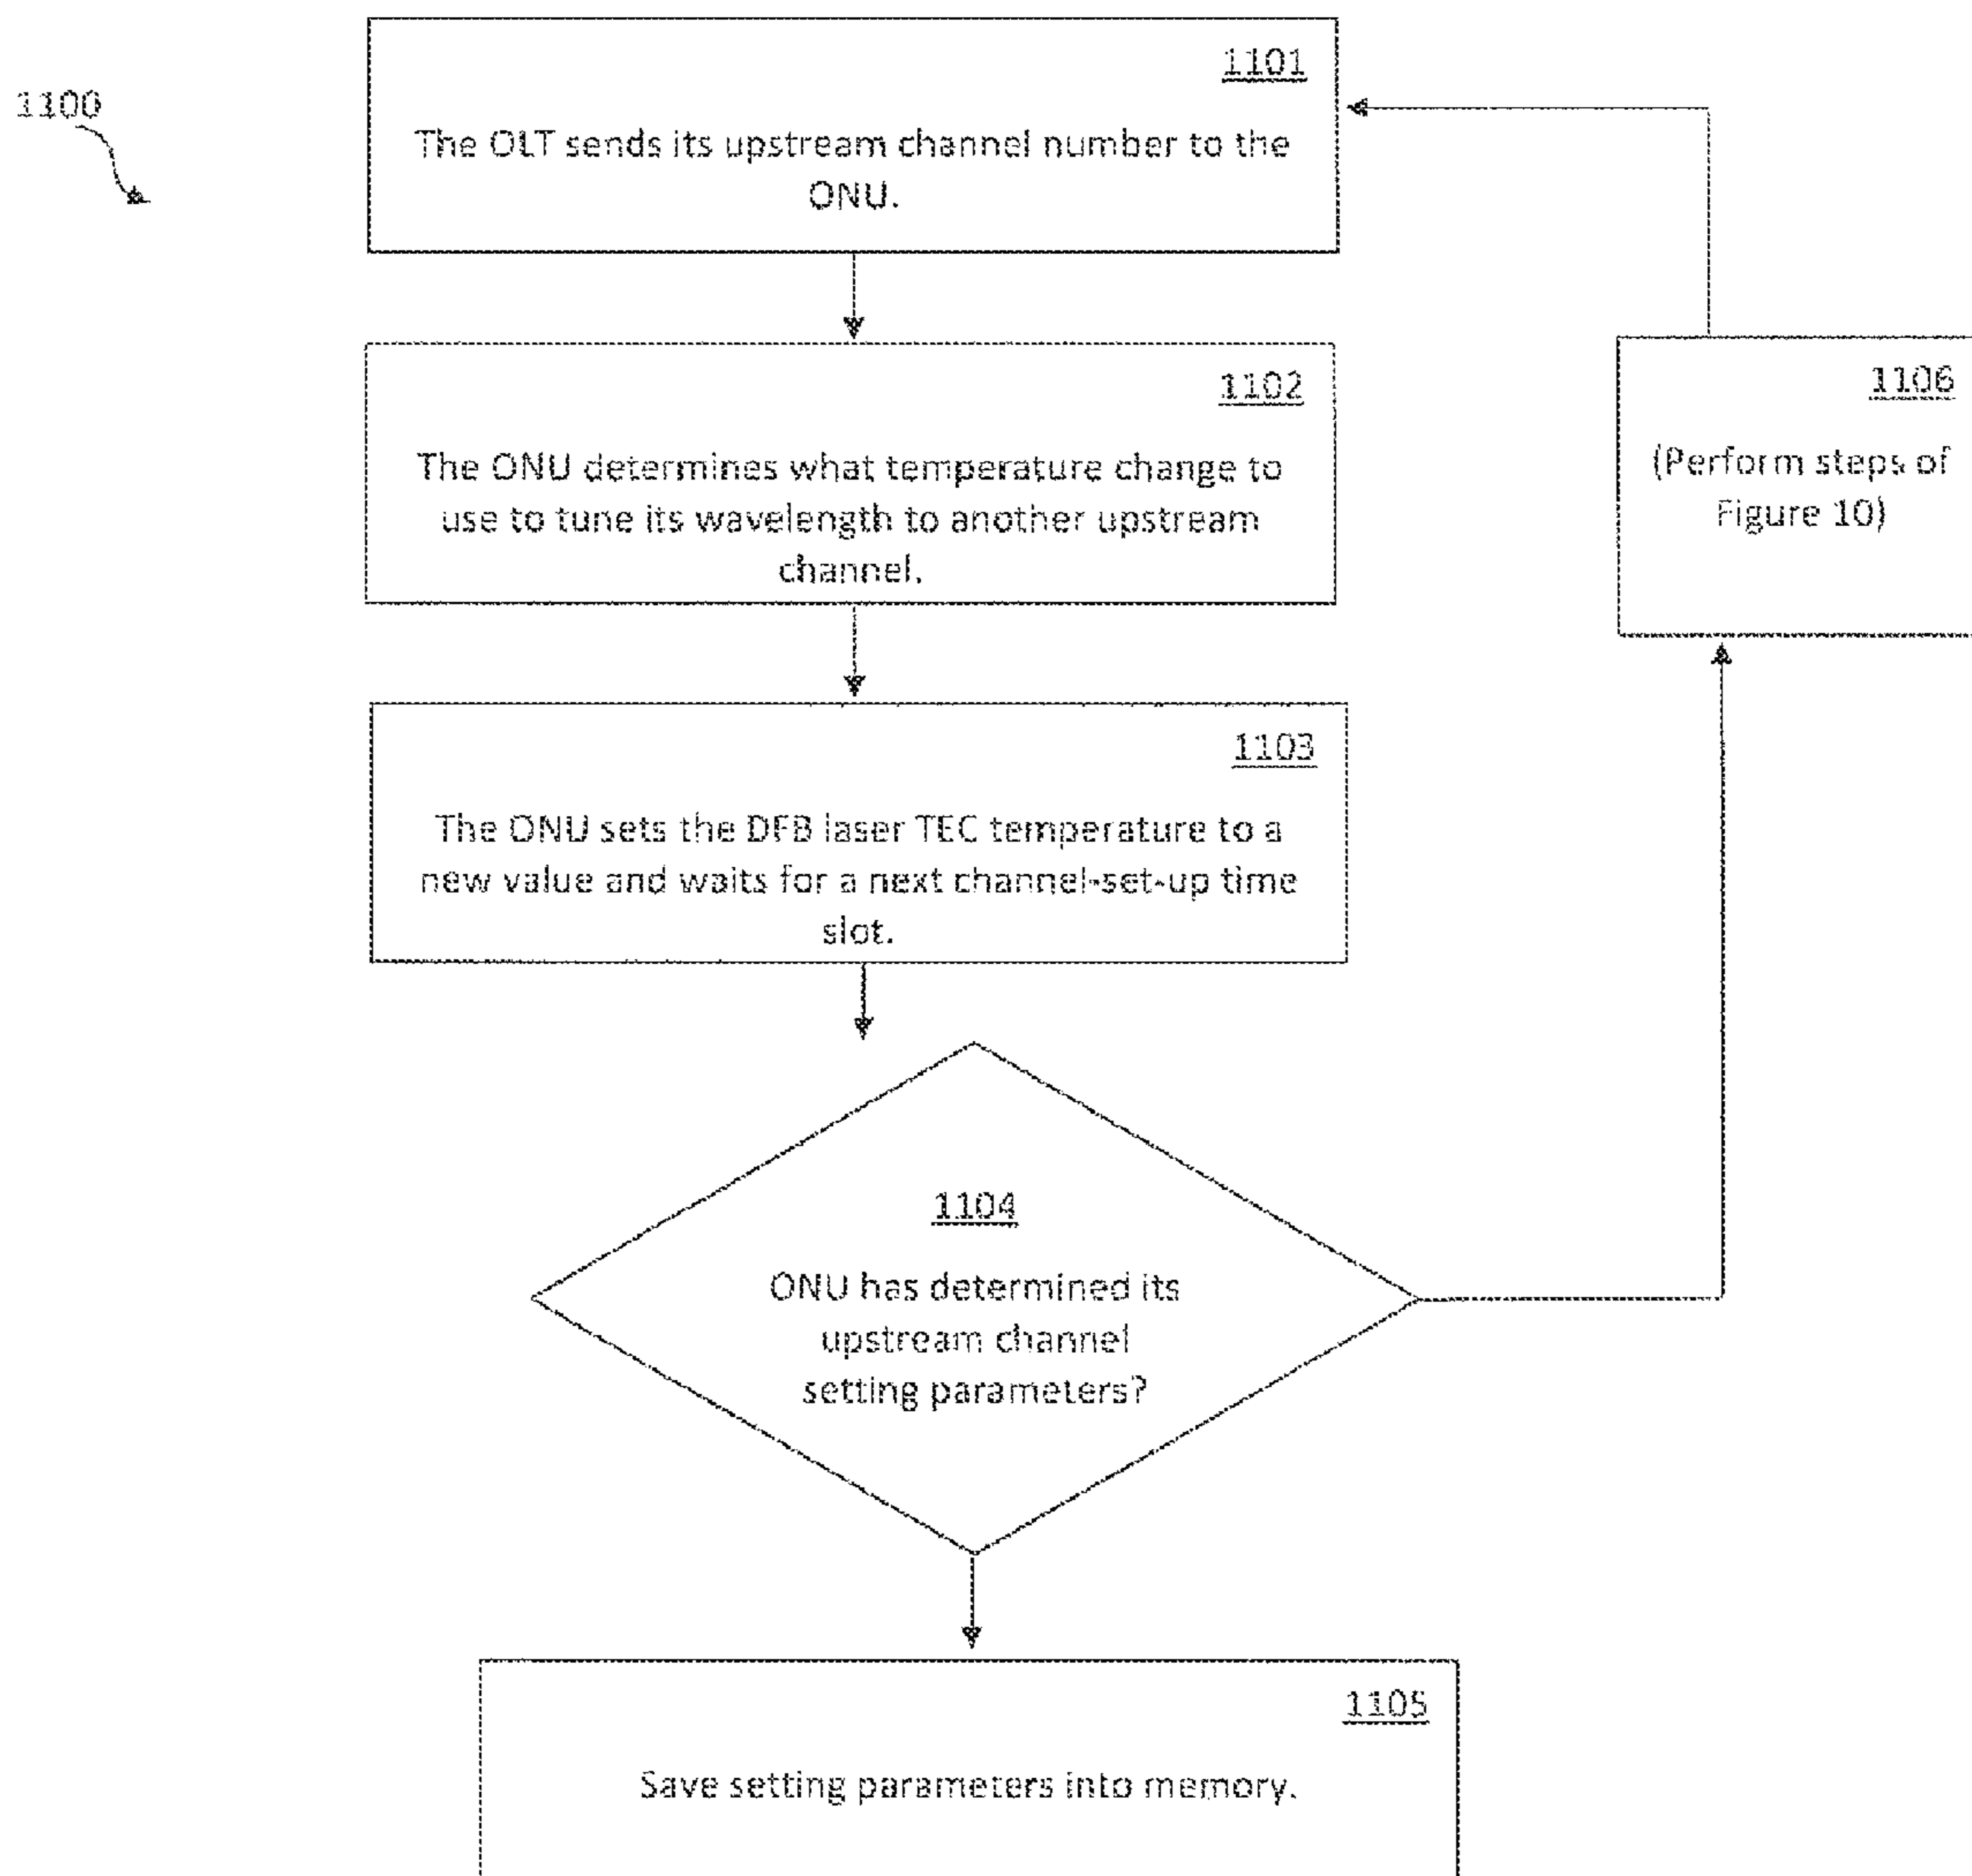 1100
1101
The OLT sends its upstream channel number to the
ONU.
1102
The ONU determines what temperature change to
use to tune its wavelength to another upstream
channel.
1106
(Perform steps of
Figure 10)
1103
The ONU sets the DFB laser TEC temperature to a
new value and waits for a next channel-set-up time
slot.
1104
ONU has determined its
upstream channel
setting parameters?
1105
Save setting parameters into memory.